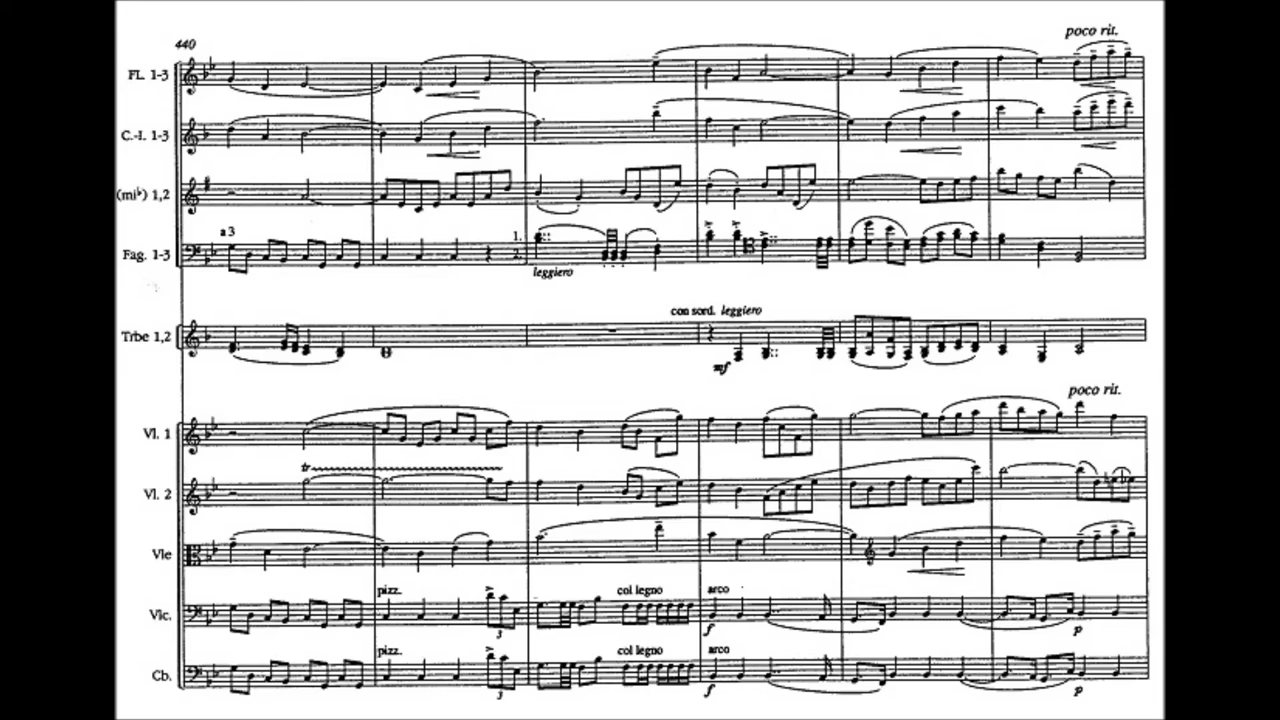 poco rit.
440
Fl. 1-3
C.-I. 1-3
(mi♭) 1,2
a 3
1.
2.
Fag. 1-3
leggiero
con sord. leggiero
Trbe 1,2
mf
poco rit.
Vl. 1
tr
Vl. 2
Vle
pizz. col legno arco
Vlc.
3 f p
pizz. col legno arco
Cb.
3 f p